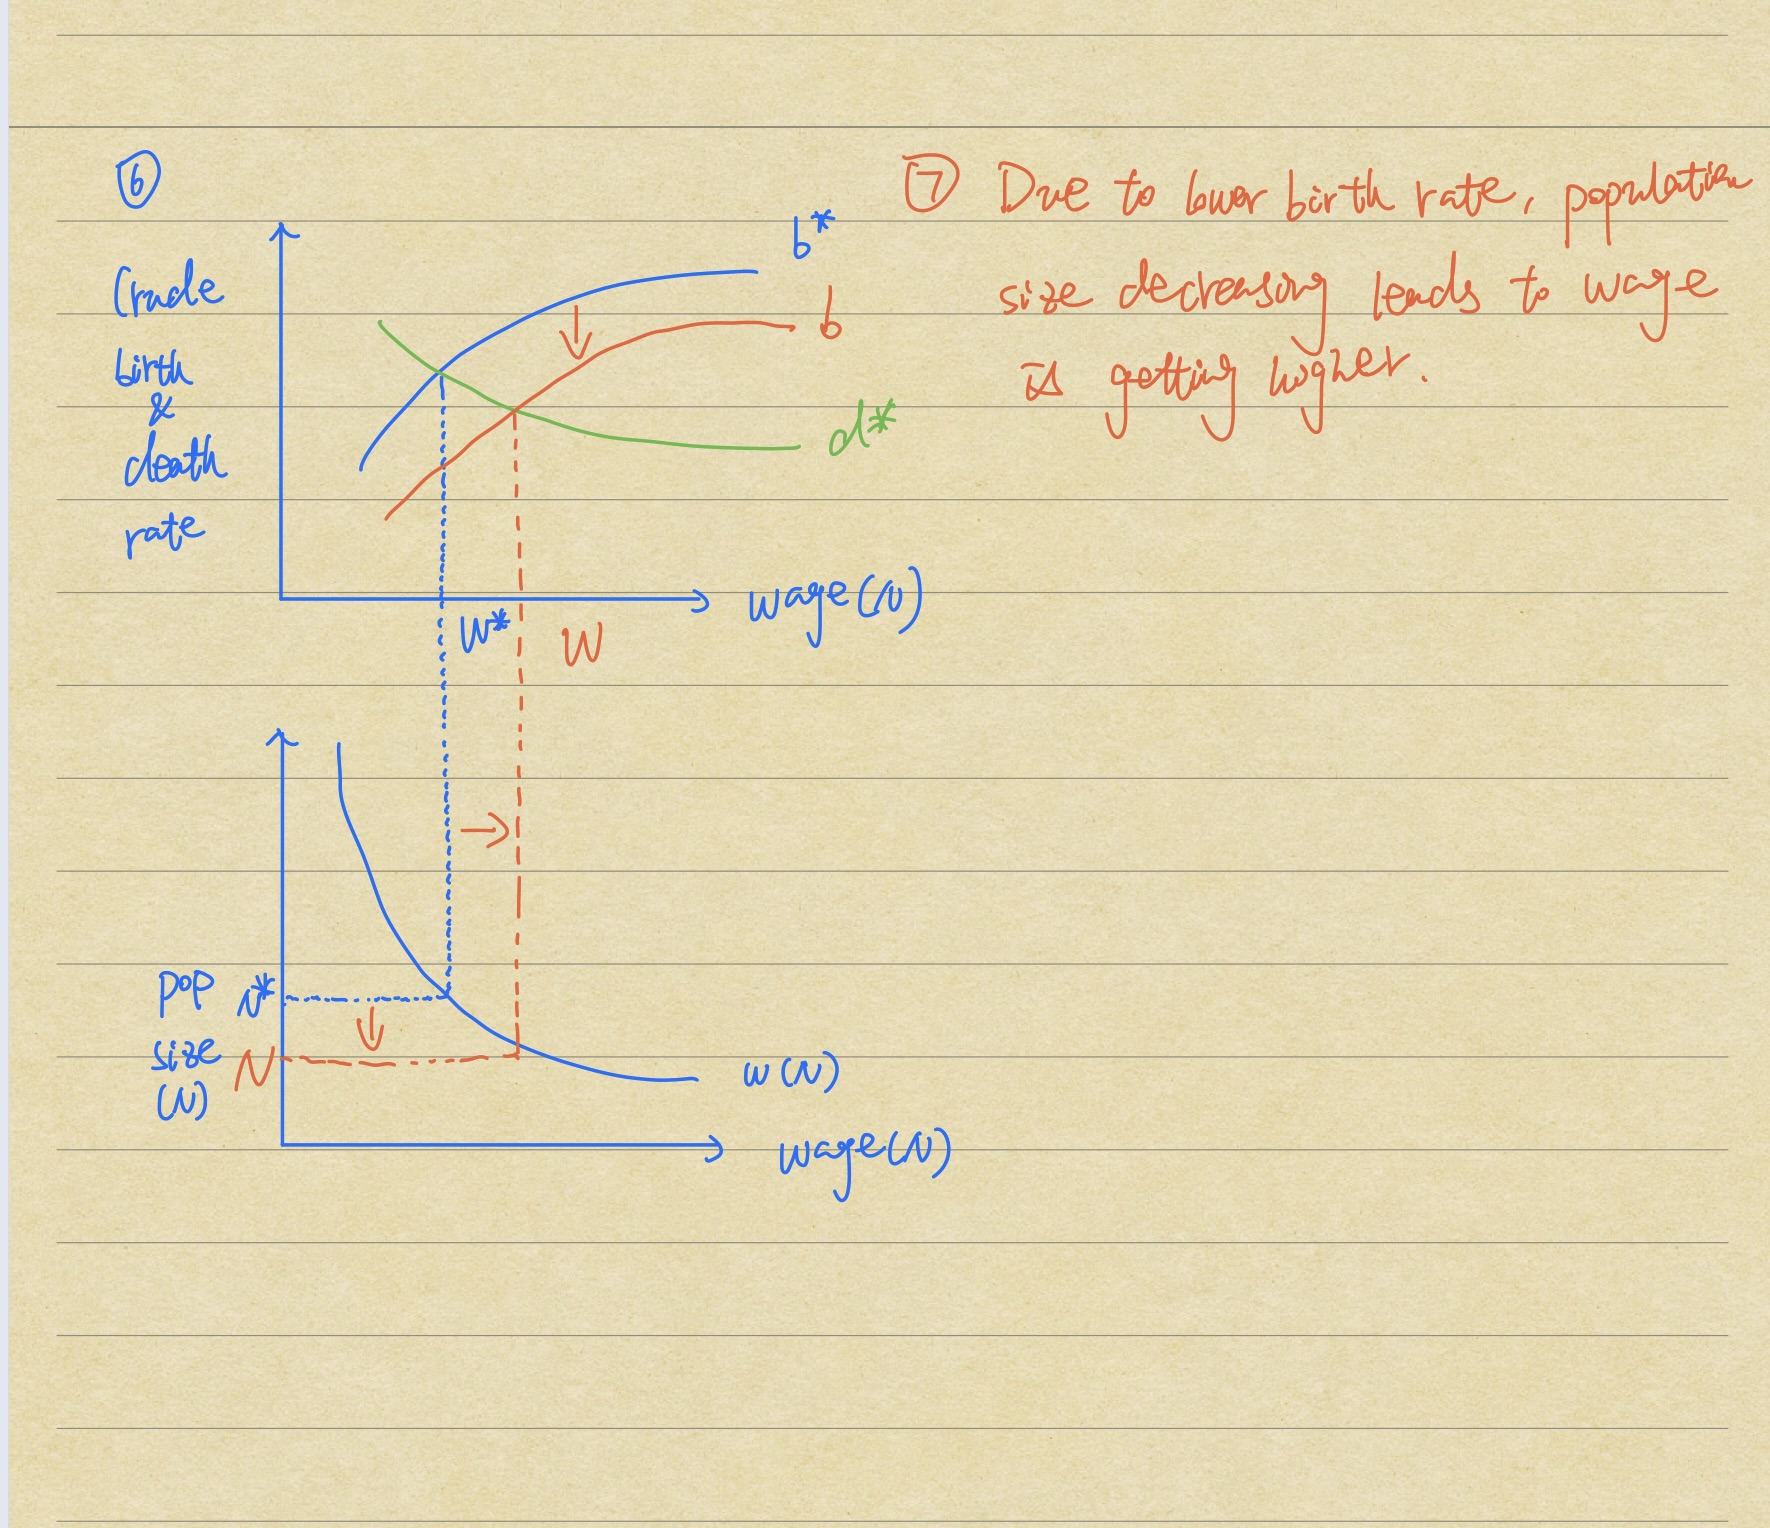 ⑥
b*
Crude
birth
&
death
rate
b
d*
wage(N)
W*
W
pop
size
(N)
N*
N
w(N)
wage(N)
⑦ Due to lower birth rate, population
size decreasing leads to wage
is getting higher.